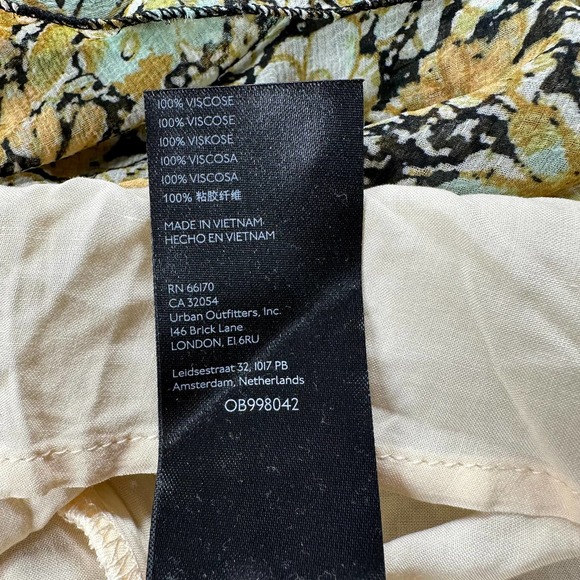 100% VISCOSE
100% VISCOSE
100% VISKOSE
100% VISCOSA
100% VISCOSA
100% 粘胶纤维
MADE IN VIETNAM
HECHO EN VIETNAM
RN 66170
CA 32054
Urban Outfitters, Inc.
146 Brick Lane
LONDON, E1.6RU
Leidsestraat 32, 1017 PB
Amsterdam, Netherlands
OB998042